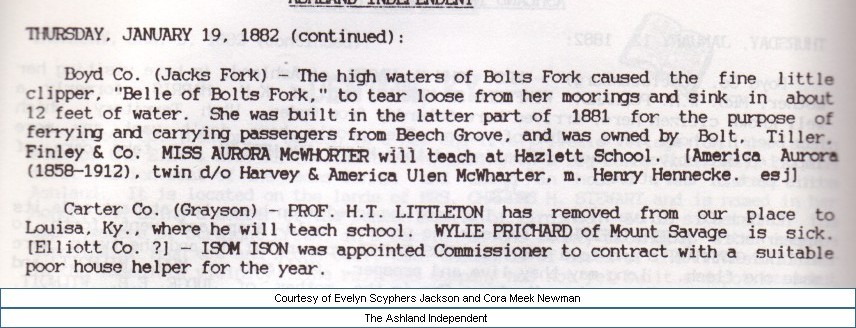 ASHLAND INDEPENDENT
THURSDAY, JANUARY 19, 1882 (continued):
Boyd Co. (Jacks Fork) - The high waters of Bolts Fork caused the fine little
clipper, "Belle of Bolts Fork," to tear loose from her moorings and sink in about
12 feet of water. She was built in the latter part of 1881 for the purpose of
ferrying and carrying passengers from Beech Grove, and was owned by Bolt, Tiller,
Finley & Co. MISS AURORA McWHORTER will teach at Hazlett School. [America Aurora
(1858-1912), twin d/o Harvey & America Ulen McWharter, m. Henry Hennecke. esj]
Carter Co. (Grayson) - PROF. H.T. LITTLETON has removed from our place to
Louisa, Ky., where he will teach school. WYLIE PRICHARD of Mount Savage is sick.
[Elliott Co. ?] - ISOM ISON was appointed Commissioner to contract with a suitable
poor house helper for the year.
Courtesy of Evelyn Scyphers Jackson and Cora Meek Newman
The Ashland Independent